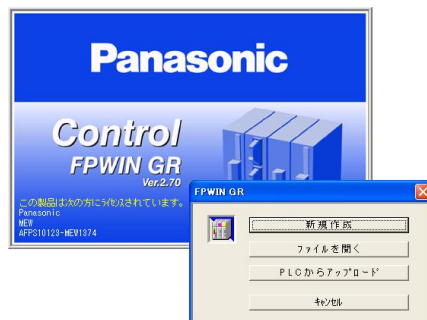 Panasonic
Control
FPWIN GR
Ver.2.70
この製品は次の方にﾗｲｾﾝｽされています。
Panasonic
MEW
AFPS10123-MEW1374
FPWIN GR
新規作成
ファイルを開く
PLCからアップロード
ｷｬﾝｾﾙ